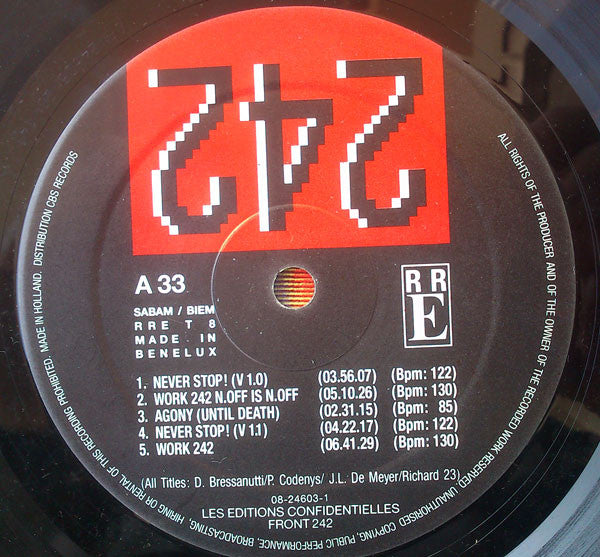 242
A 33
SABAM / BIEM
RRE T 8
MADE IN
BENELUX
R R
E
1. NEVER STOP! (V 1.0) (03.56.07) (Bpm: 122)
2. WORK 242 N.OFF IS N.OFF (05.10.26) (Bpm: 130)
3. AGONY (UNTIL DEATH) (02.31.15) (Bpm: 85)
4. NEVER STOP! (V 1.1) (04.22.17) (Bpm: 122)
5. WORK 242 (06.41.29) (Bpm: 130)
(All Titles: D. Bressanutti/P. Codenys/ J.L. De Meyer/Richard 23)
08-24603-1
LES EDITIONS CONFIDENTIELLES
FRONT 242
ALL RIGHTS OF THE PRODUCER AND OF THE OWNER OF THE RECORDED WORK RESERVED. UNAUTHORISED COPYING, PUBLIC PERFORMANCE, BROADCASTING, HIRING OR RENTAL OF THIS RECORDING PROHIBITED. MADE IN HOLLAND. DISTRIBUTION CBS RECORDS